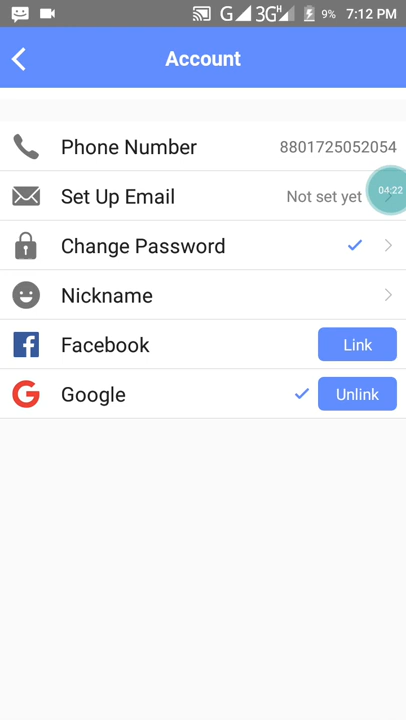 G 3G H 9% 7:12 PM
Account
Phone Number 8801725052054
Set Up Email Not set yet 04:22
Change Password
Nickname
Facebook Link
Google Unlink